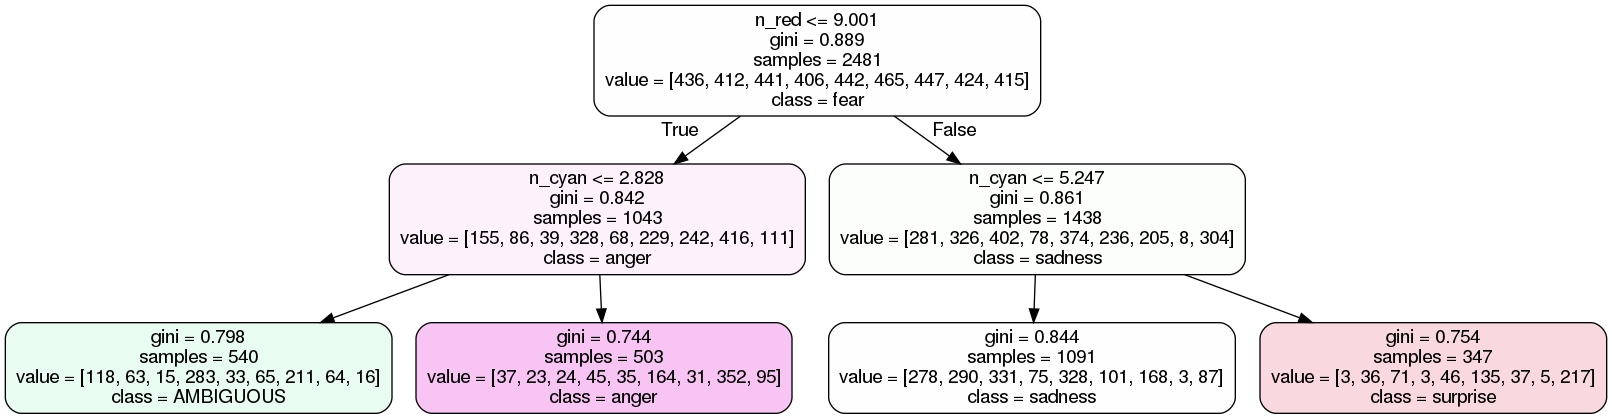 n_red <= 9.001
gini = 0.889
samples = 2481
value = [436, 412, 441, 406, 442, 465, 447, 424, 415]
class = fear
True
False
n_cyan <= 2.828
gini = 0.842
samples = 1043
value = [155, 86, 39, 328, 68, 229, 242, 416, 111]
class = anger
n_cyan <= 5.247
gini = 0.861
samples = 1438
value = [281, 326, 402, 78, 374, 236, 205, 8, 304]
class = sadness
gini = 0.798
samples = 540
value = [118, 63, 15, 283, 33, 65, 211, 64, 16]
class = AMBIGUOUS
gini = 0.744
samples = 503
value = [37, 23, 24, 45, 35, 164, 31, 352, 95]
class = anger
gini = 0.844
samples = 1091
value = [278, 290, 331, 75, 328, 101, 168, 3, 87]
class = sadness
gini = 0.754
samples = 347
value = [3, 36, 71, 3, 46, 135, 37, 5, 217]
class = surprise